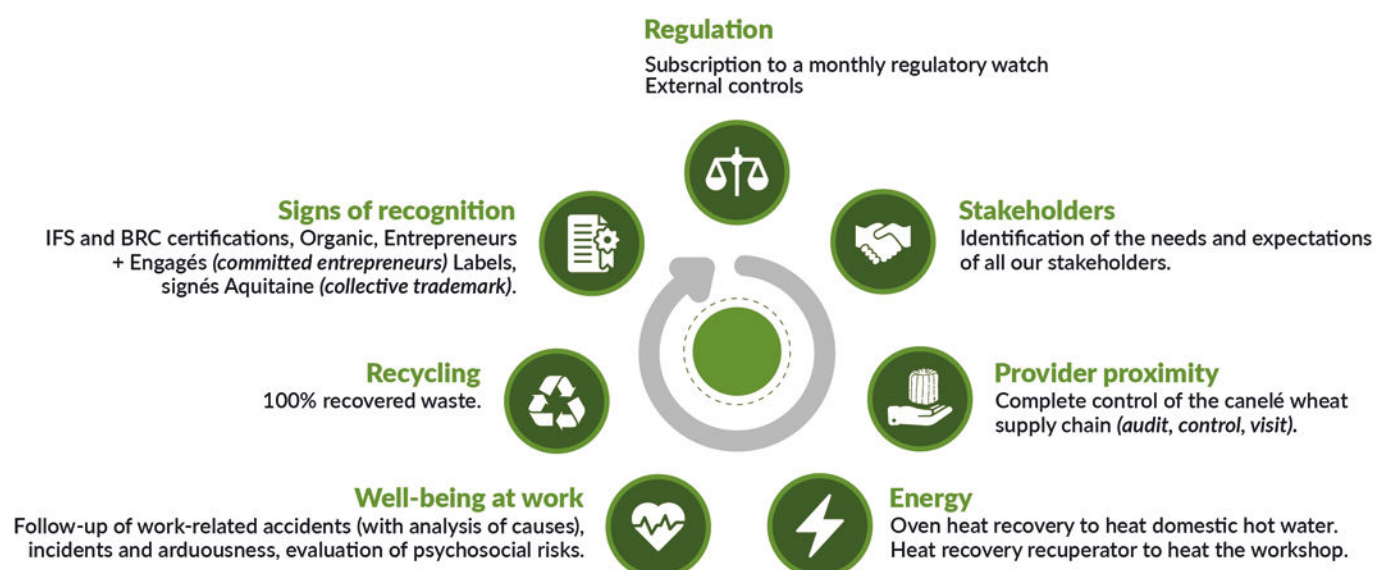 Regulation
Subscription to a monthly regulatory watch
External controls
Signs of recognition
IFS and BRC certifications, Organic, Entrepreneurs
+ Engagés (committed entrepreneurs) Labels,
signés Aquitaine (collective trademark).
Stakeholders
Identification of the needs and expectations
of all our stakeholders.
Recycling
100% recovered waste.
Provider proximity
Complete control of the canelé wheat
supply chain (audit, control, visit).
Well-being at work
Follow-up of work-related accidents (with analysis of causes),
incidents and arduousness, evaluation of psychosocial risks.
Energy
Oven heat recovery to heat domestic hot water.
Heat recovery recuperator to heat the workshop.